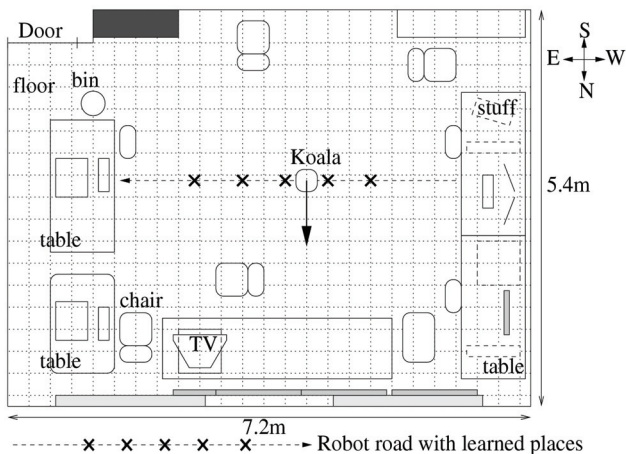 Door
S
E W
N
floor bin
stuff
Koala
5.4m
table
chair
TV
table
table
7.2m
Robot road with learned places